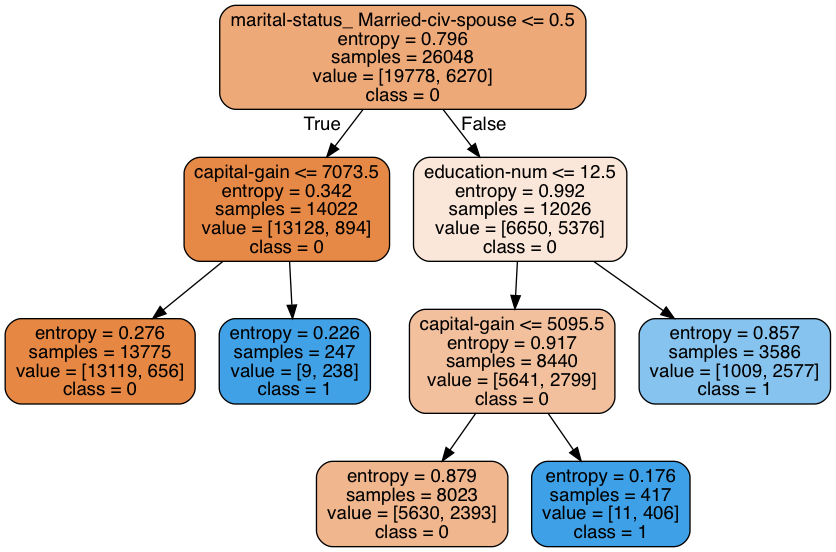 marital-status_ Married-civ-spouse <= 0.5
entropy = 0.796
samples = 26048
value = [19778, 6270]
class = 0
True
False
capital-gain <= 7073.5
entropy = 0.342
samples = 14022
value = [13128, 894]
class = 0
education-num <= 12.5
entropy = 0.992
samples = 12026
value = [6650, 5376]
class = 0
entropy = 0.276
samples = 13775
value = [13119, 656]
class = 0
entropy = 0.226
samples = 247
value = [9, 238]
class = 1
capital-gain <= 5095.5
entropy = 0.917
samples = 8440
value = [5641, 2799]
class = 0
entropy = 0.857
samples = 3586
value = [1009, 2577]
class = 1
entropy = 0.879
samples = 8023
value = [5630, 2393]
class = 0
entropy = 0.176
samples = 417
value = [11, 406]
class = 1